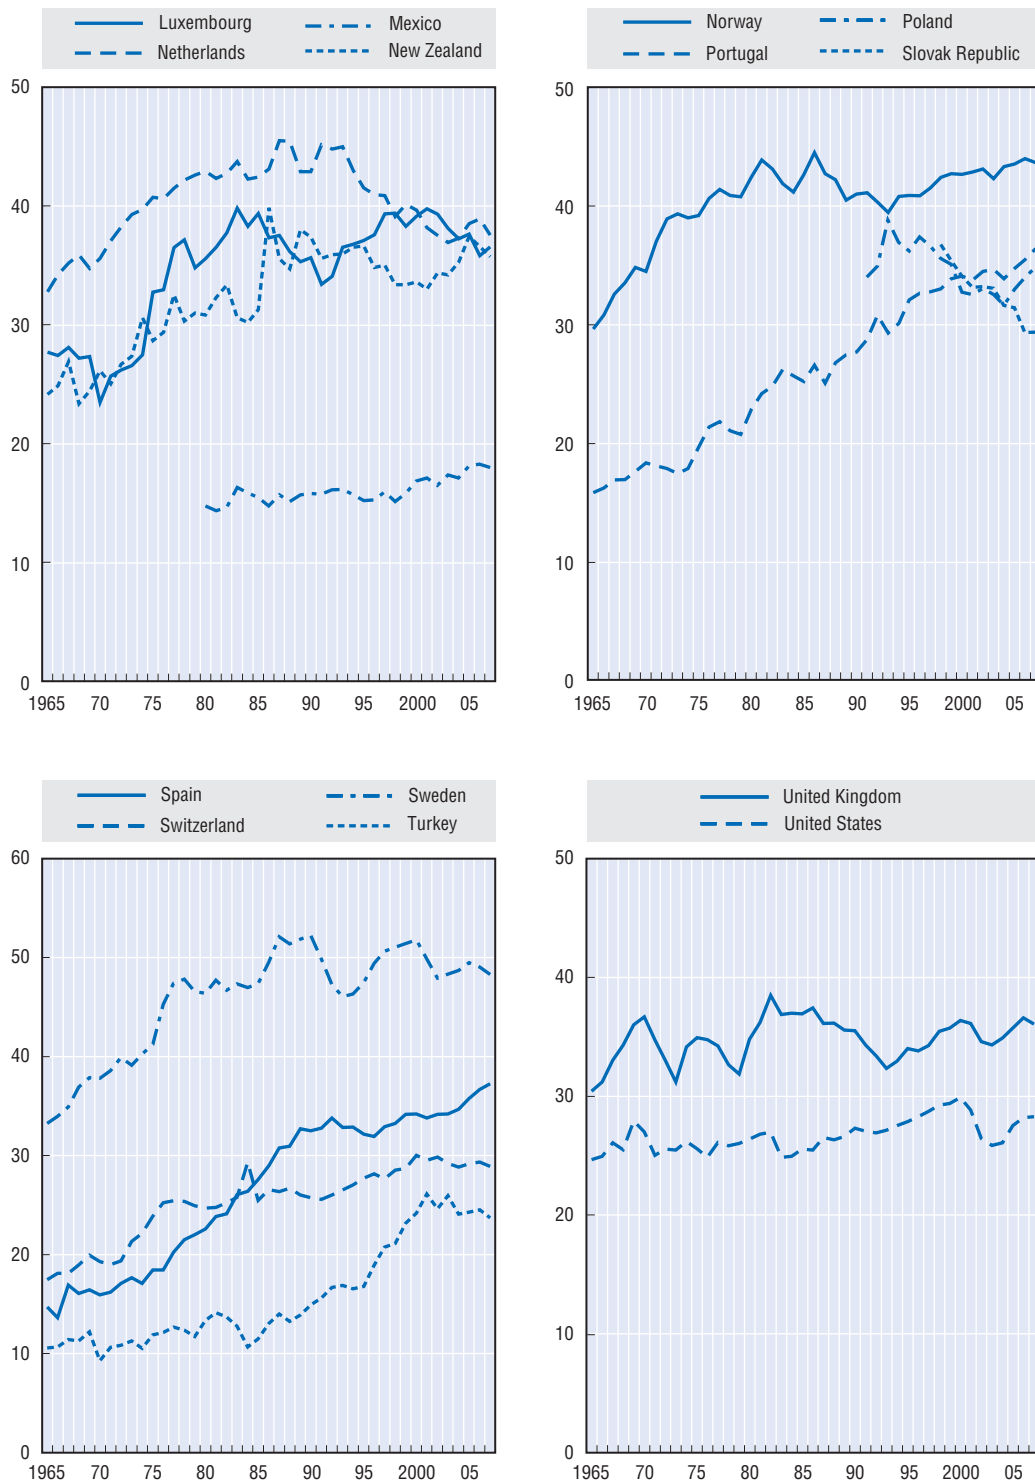 Luxembourg Mexico
Netherlands New Zealand
50
40
30
20
10
0
1965 70 75 80 85 90 95 2000 05
Norway Poland
Portugal Slovak Republic
50
40
30
20
10
0
1965 70 75 80 85 90 95 2000 05
Spain Sweden
Switzerland Turkey
60
50
40
30
20
10
0
1965 70 75 80 85 90 95 2000 05
United Kingdom
United States
50
40
30
20
10
0
1965 70 75 80 85 90 95 2000 05